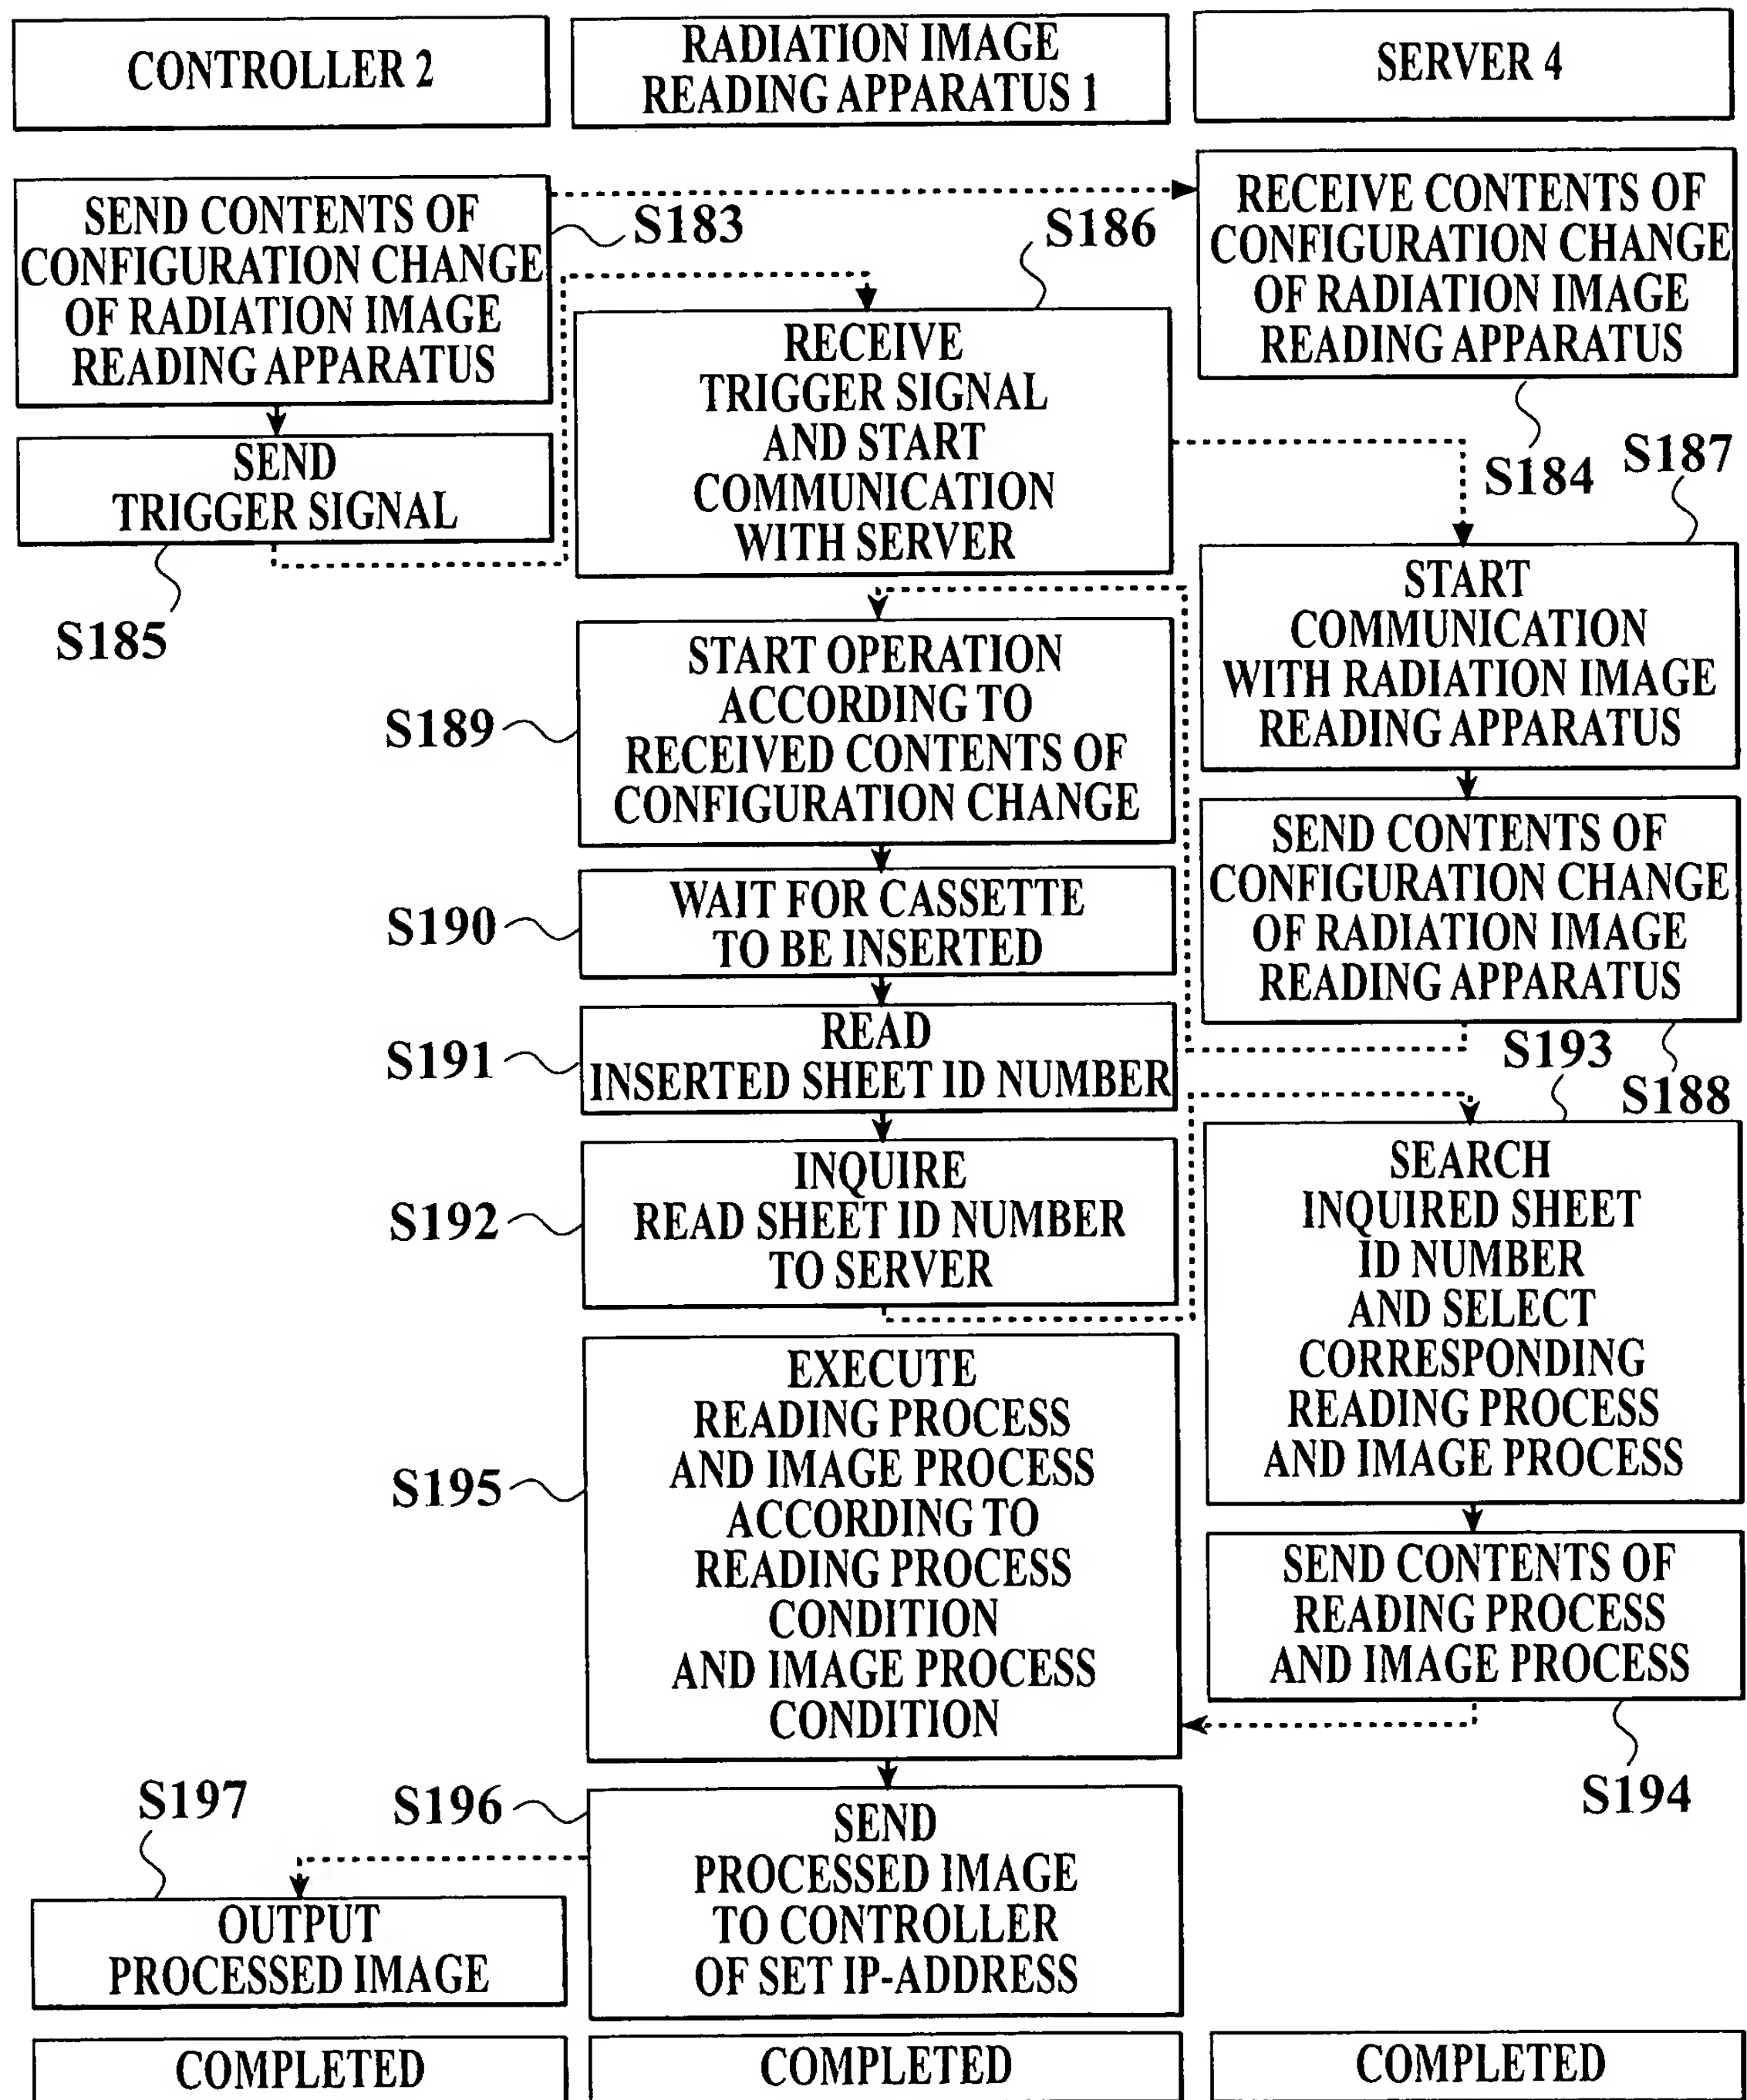 CONTROLLER 2
RADIATION IMAGE
READING APPARATUS 1
SERVER 4
SEND CONTENTS OF
CONFIGURATION CHANGE
OF RADIATION IMAGE
READING APPARATUS
S183
RECEIVE CONTENTS OF
CONFIGURATION CHANGE
OF RADIATION IMAGE
READING APPARATUS
S184
SEND
TRIGGER SIGNAL
S185
S186
RECEIVE
TRIGGER SIGNAL
AND START
COMMUNICATION
WITH SERVER
S187
START
COMMUNICATION
WITH RADIATION IMAGE
READING APPARATUS
SEND CONTENTS OF
CONFIGURATION CHANGE
OF RADIATION IMAGE
READING APPARATUS
S188
S189
START OPERATION
ACCORDING TO
RECEIVED CONTENTS OF
CONFIGURATION CHANGE
S190
WAIT FOR CASSETTE
TO BE INSERTED
S191
READ
INSERTED SHEET ID NUMBER
S192
INQUIRE
READ SHEET ID NUMBER
TO SERVER
S193
SEARCH
INQUIRED SHEET
ID NUMBER
AND SELECT
CORRESPONDING
READING PROCESS
AND IMAGE PROCESS
SEND CONTENTS OF
READING PROCESS
AND IMAGE PROCESS
S194
S195
EXECUTE
READING PROCESS
AND IMAGE PROCESS
ACCORDING TO
READING PROCESS
CONDITION
AND IMAGE PROCESS
CONDITION
S196
SEND
PROCESSED IMAGE
TO CONTROLLER
OF SET IP-ADDRESS
S197
OUTPUT
PROCESSED IMAGE
COMPLETED
COMPLETED
COMPLETED